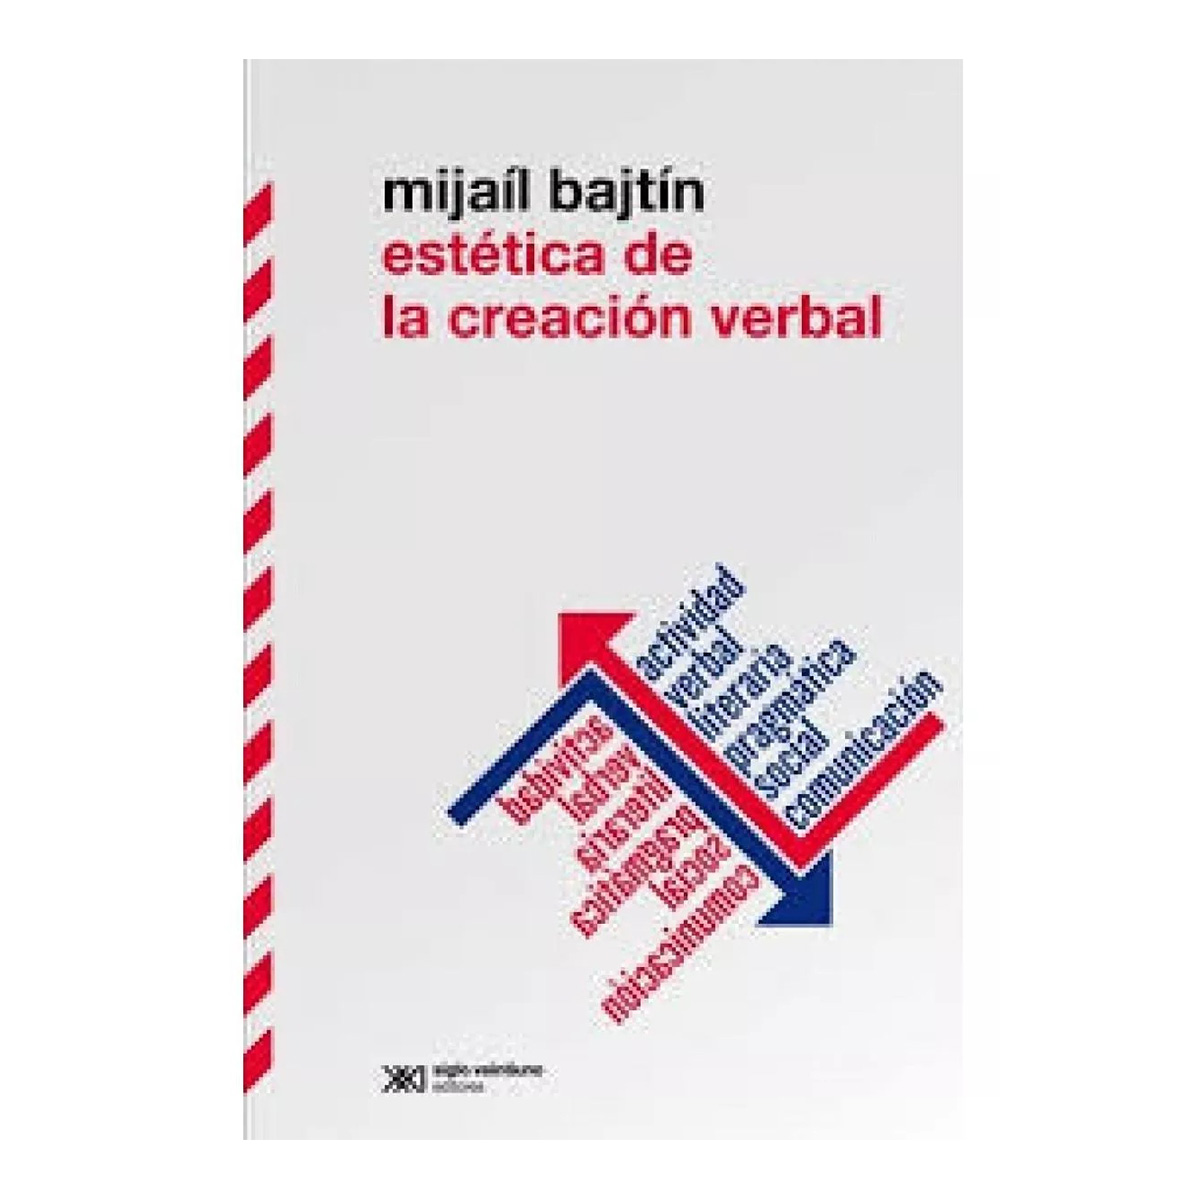 mijaíl bajtín
estética de
la creación verbal
actividad
verbal
literaria
pragmática
social
comunicación
actividad
verbal
literaria
pragmática
social
comunicación
siglo veintiuno
editores